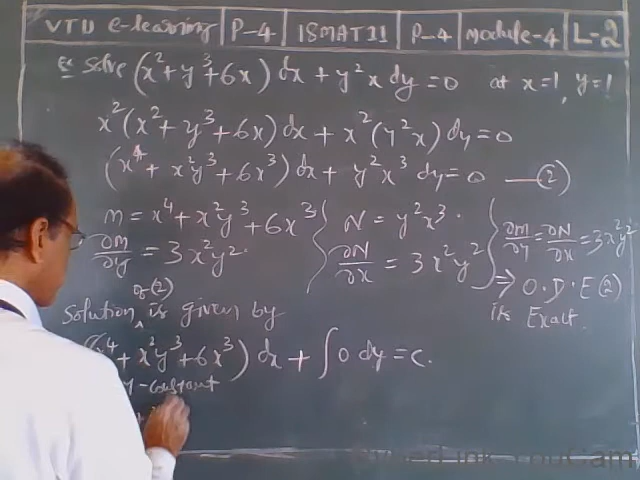 VTU e-learning | P-4 | 18MAT11 | P-4 | Module-4 | L-2
Ex Solve (x²+y³+6x) dx + y²x dy = 0 at x=1, y=1
x²(x²+y³+6x)dx + x²(y²x)dy = 0
(x⁴+x²y³+6x³)dx + y²x³ dy = 0 —②
M = x⁴+x²y³+6x³ N = y²x³.
∂M/∂y = 3x²y². ∂N/∂x = 3x²y² ∂M/∂y = ∂N/∂x = 3x²y²
⇒ O.D.E ②
is Exact.
Solution of (2) is given by
x⁴+x²y³+6x³) dx + ∫0 dy = c.
y-constant